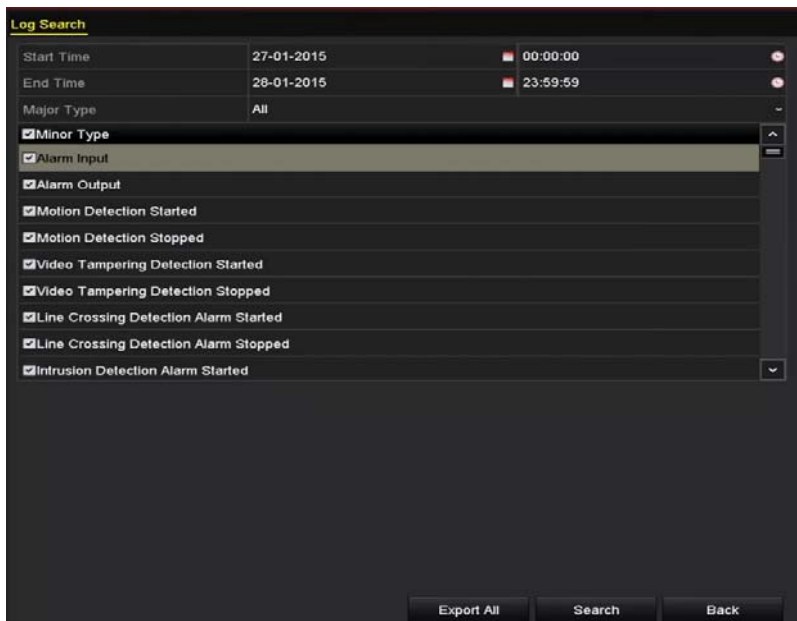 Log Search
Start Time 27-01-2015 00:00:00
End Time 28-01-2015 23:59:59
Major Type All
Minor Type
Alarm Input
Alarm Output
Motion Detection Started
Motion Detection Stopped
Video Tampering Detection Started
Video Tampering Detection Stopped
Line Crossing Detection Alarm Started
Line Crossing Detection Alarm Stopped
Intrusion Detection Alarm Started
Export All Search Back